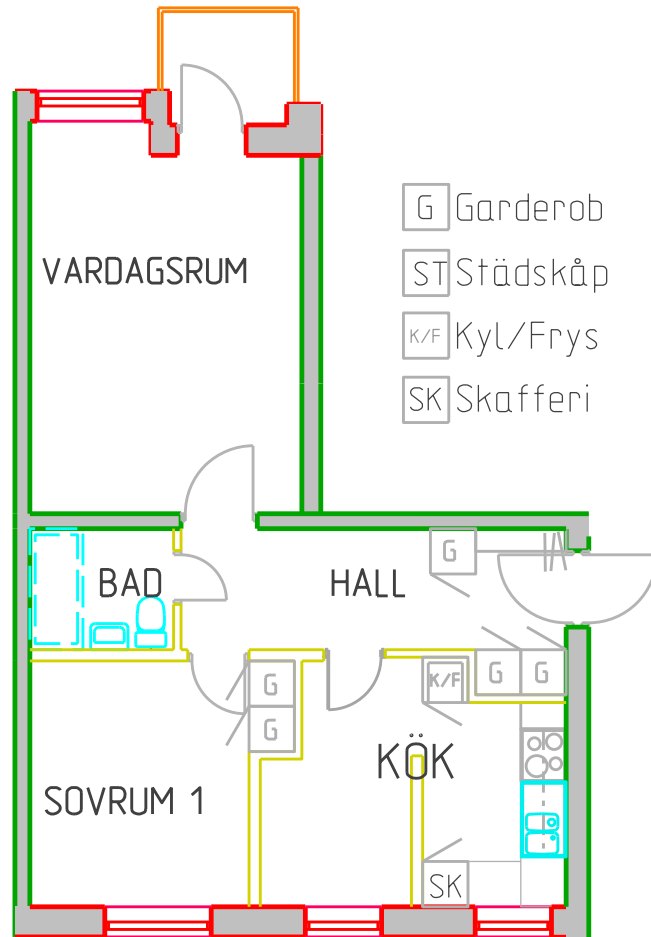 G Garderob
ST Städskåp
VARDAGSRUM
K/F Kyl/Frys
SK Skafferi
G
BAD
HALL
G
K/F
G
G
G
KÖK
SOVRUM 1
SK